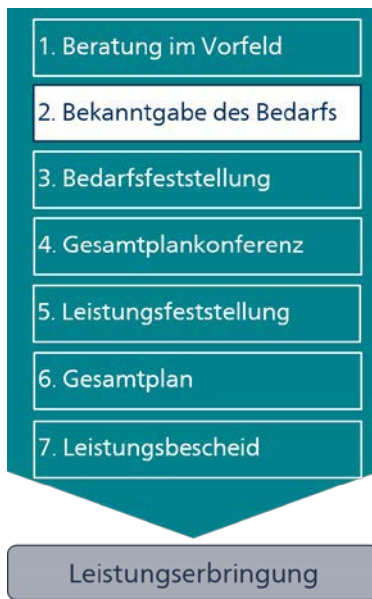 1. Beratung im Vorfeld
2. Bekanntgabe des Bedarfs
3. Bedarfsfeststellung
4. Gesamtplankonferenz
5. Leistungsfeststellung
6. Gesamtplan
7. Leistungsbescheid
Leistungserbringung